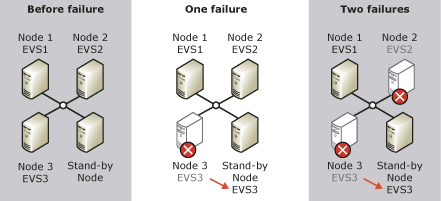 Before failure
Node 1 Node 2
EVS1 EVS2
Node 3 Stand-by
EVS3 Node
One failure
Node 1 Node 2
EVS1 EVS2
Node 3 Stand-by
EVS3 Node
EVS3
Two failures
Node 1 Node 2
EVS1 EVS2
Node 3 Stand-by
EVS3 Node
EVS3